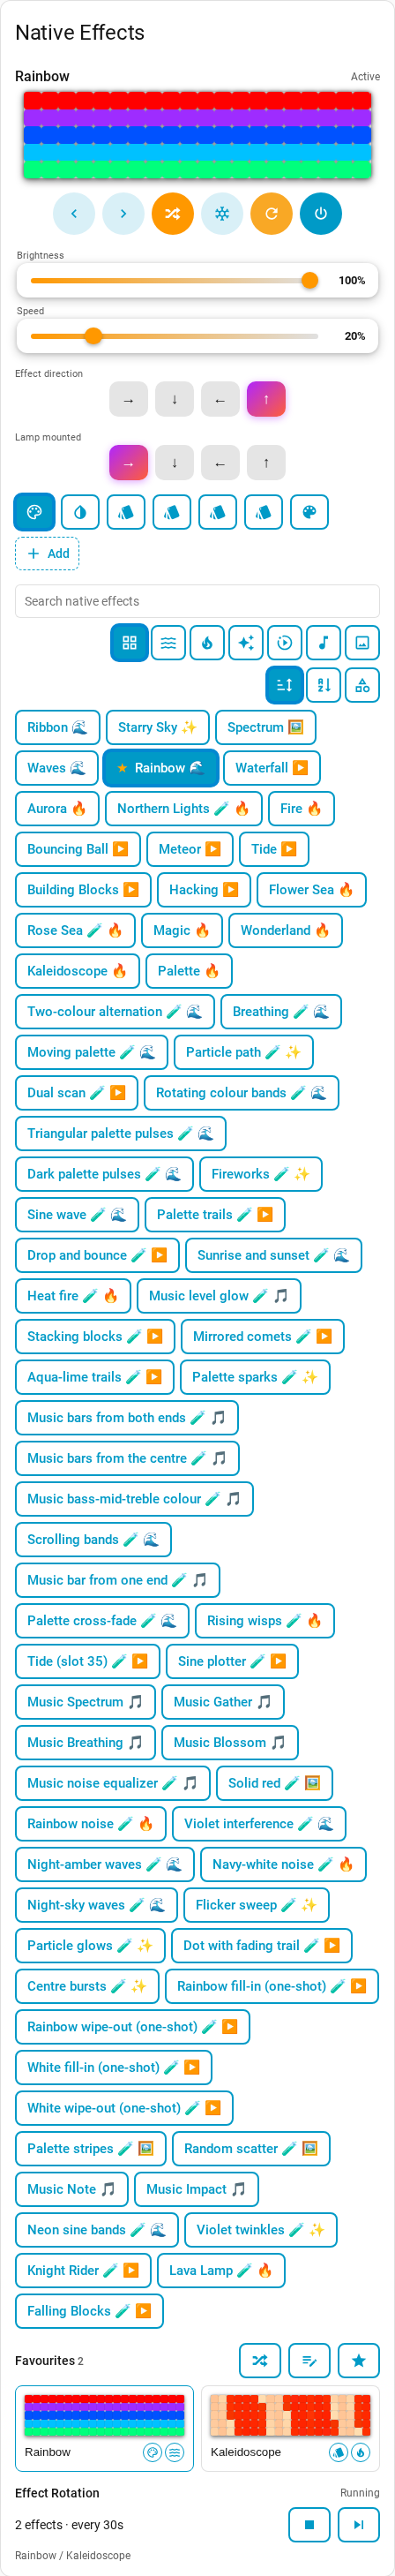 Native Effects
Rainbow Active
Brightness
100%
Speed
20%
Effect direction
→ ↓ ← ↑
Lamp mounted
→ ↓ ← ↑
+ Add
Search native effects
Ribbon 🌊 Starry Sky ✨ Spectrum 🖼️
Waves 🌊 ★ Rainbow 🌊 Waterfall ▶️
Aurora 🔥 Northern Lights 🧪 🔥 Fire 🔥
Bouncing Ball ▶️ Meteor ▶️ Tide ▶️
Building Blocks ▶️ Hacking ▶️ Flower Sea 🔥
Rose Sea 🧪 🔥 Magic 🔥 Wonderland 🔥
Kaleidoscope 🔥 Palette 🔥
Two-colour alternation 🧪 🌊 Breathing 🧪 🌊
Moving palette 🧪 🌊 Particle path 🧪 ✨
Dual scan 🧪 ▶️ Rotating colour bands 🧪 🌊
Triangular palette pulses 🧪 🌊
Dark palette pulses 🧪 🌊 Fireworks 🧪 ✨
Sine wave 🧪 🌊 Palette trails 🧪 ▶️
Drop and bounce 🧪 ▶️ Sunrise and sunset 🧪 🌊
Heat fire 🧪 🔥 Music level glow 🧪 🎵
Stacking blocks 🧪 ▶️ Mirrored comets 🧪 ▶️
Aqua-lime trails 🧪 ▶️ Palette sparks 🧪 ✨
Music bars from both ends 🧪 🎵
Music bars from the centre 🧪 🎵
Music bass-mid-treble colour 🧪 🎵
Scrolling bands 🧪 🌊
Music bar from one end 🧪 🎵
Palette cross-fade 🧪 🌊 Rising wisps 🧪 🔥
Tide (slot 35) 🧪 ▶️ Sine plotter 🧪 ▶️
Music Spectrum 🎵 Music Gather 🎵
Music Breathing 🎵 Music Blossom 🎵
Music noise equalizer 🧪 🎵 Solid red 🧪 🖼️
Rainbow noise 🧪 🔥 Violet interference 🧪 🌊
Night-amber waves 🧪 🌊 Navy-white noise 🧪 🔥
Night-sky waves 🧪 🌊 Flicker sweep 🧪 ✨
Particle glows 🧪 ✨ Dot with fading trail 🧪 ▶️
Centre bursts 🧪 ✨ Rainbow fill-in (one-shot) 🧪 ▶️
Rainbow wipe-out (one-shot) 🧪 ▶️
White fill-in (one-shot) 🧪 ▶️
White wipe-out (one-shot) 🧪 ▶️
Palette stripes 🧪 🖼️ Random scatter 🧪 🖼️
Music Note 🎵 Music Impact 🎵
Neon sine bands 🧪 🌊 Violet twinkles 🧪 ✨
Knight Rider 🧪 ▶️ Lava Lamp 🧪 🔥
Falling Blocks 🧪 ▶️
Favourites 2
Rainbow Kaleidoscope
Effect Rotation Running
2 effects · every 30s
Rainbow / Kaleidoscope